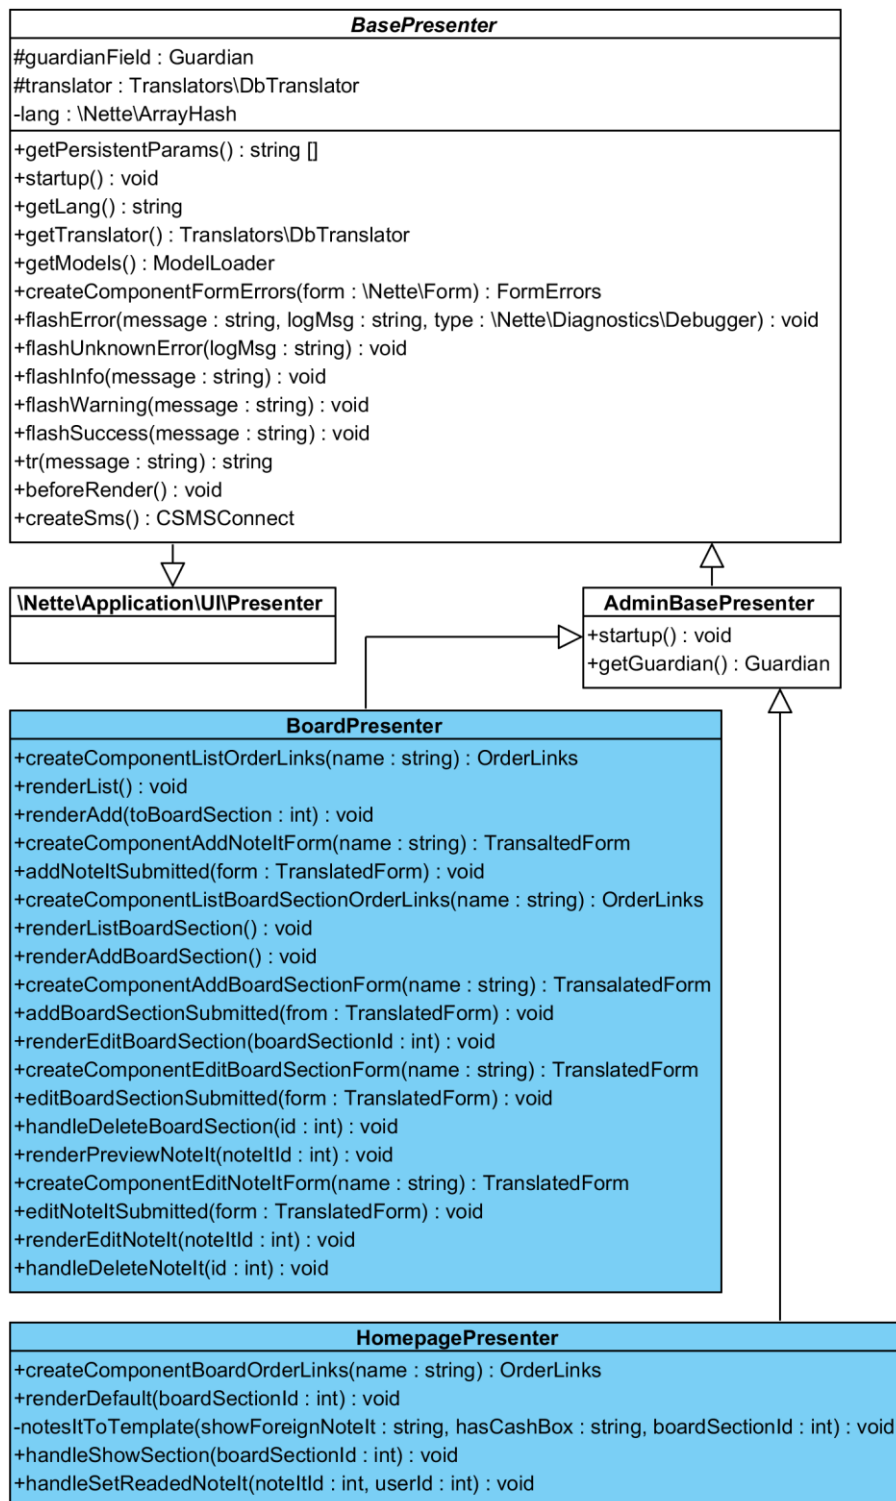 BasePresenter
#guardianField : Guardian
#translator : Translators\DbTranslator
-lang : \Nette\ArrayHash
+getPersistentParams() : string []
+startup() : void
+getLang() : string
+getTranslator() : Translators\DbTranslator
+getModels() : ModelLoader
+createComponentFormErrors(form : \Nette\Form) : FormErrors
+flashError(message : string, logMsg : string, type : \Nette\Diagnostics\Debugger) : void
+flashUnknownError(logMsg : string) : void
+flashInfo(message : string) : void
+flashWarning(message : string) : void
+flashSuccess(message : string) : void
+tr(message : string) : string
+beforeRender() : void
+createSms() : CSMSConnect
\Nette\Application\UI\Presenter
AdminBasePresenter
+startup() : void
+getGuardian() : Guardian
BoardPresenter
+createComponentListOrderLinks(name : string) : OrderLinks
+renderList() : void
+renderAdd(toBoardSection : int) : void
+createComponentAddNoteItForm(name : string) : TransaltedForm
+addNoteItSubmitted(form : TranslatedForm) : void
+createComponentListBoardSectionOrderLinks(name : string) : OrderLinks
+renderListBoardSection() : void
+renderAddBoardSection() : void
+createComponentAddBoardSectionForm(name : string) : TransalatedForm
+addBoardSectionSubmitted(from : TranslatedForm) : void
+renderEditBoardSection(boardSectionId : int) : void
+createComponentEditBoardSectionForm(name : string) : TranslatedForm
+editBoardSectionSubmitted(form : TranslatedForm) : void
+handleDeleteBoardSection(id : int) : void
+renderPreviewNoteIt(noteItId : int) : void
+createComponentEditNoteItForm(name : string) : TranslatedForm
+editNoteItSubmitted(form : TranslatedForm) : void
+renderEditNoteIt(noteItId : int) : void
+handleDeleteNoteIt(id : int) : void
HomepagePresenter
+createComponentBoardOrderLinks(name : string) : OrderLinks
+renderDefault(boardSectionId : int) : void
-notesItToTemplate(showForeignNoteIt : string, hasCashBox : string, boardSectionId : int) : void
+handleShowSection(boardSectionId : int) : void
+handleSetReadedNoteIt(noteItId : int, userId : int) : void